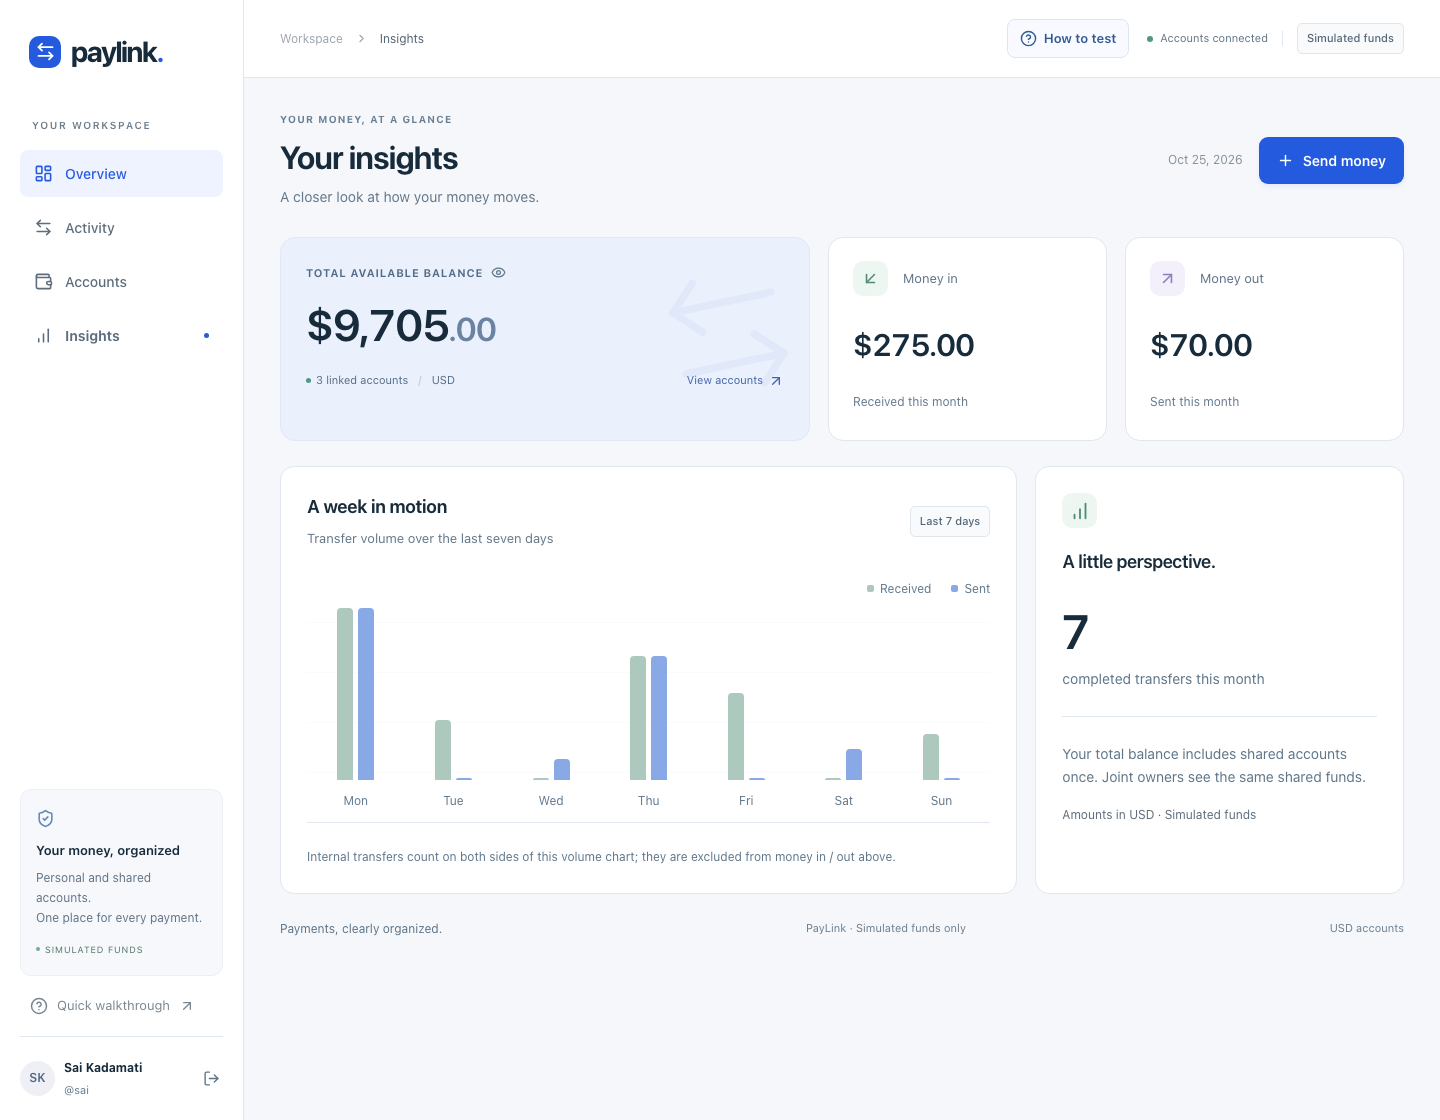 paylink.
YOUR WORKSPACE
Overview
Activity
Accounts
Insights
Your money, organized
Personal and shared
accounts.
One place for every payment.
SIMULATED FUNDS
Quick walkthrough
SK
Sai Kadamati
@sai
Workspace
Insights
How to test
Accounts connected
Simulated funds
YOUR MONEY, AT A GLANCE
Your insights
A closer look at how your money moves.
Oct 25, 2026
Send money
TOTAL AVAILABLE BALANCE
$9,705.00
3 linked accounts / USD
View accounts
Money in
$275.00
Received this month
Money out
$70.00
Sent this month
A week in motion
Transfer volume over the last seven days
Last 7 days
Received
Sent
Mon
Tue
Wed
Thu
Fri
Sat
Sun
Internal transfers count on both sides of this volume chart; they are excluded from money in / out above.
A little perspective.
7
completed transfers this month
Your total balance includes shared accounts
once. Joint owners see the same shared funds.
Amounts in USD · Simulated funds
Payments, clearly organized.
PayLink · Simulated funds only
USD accounts